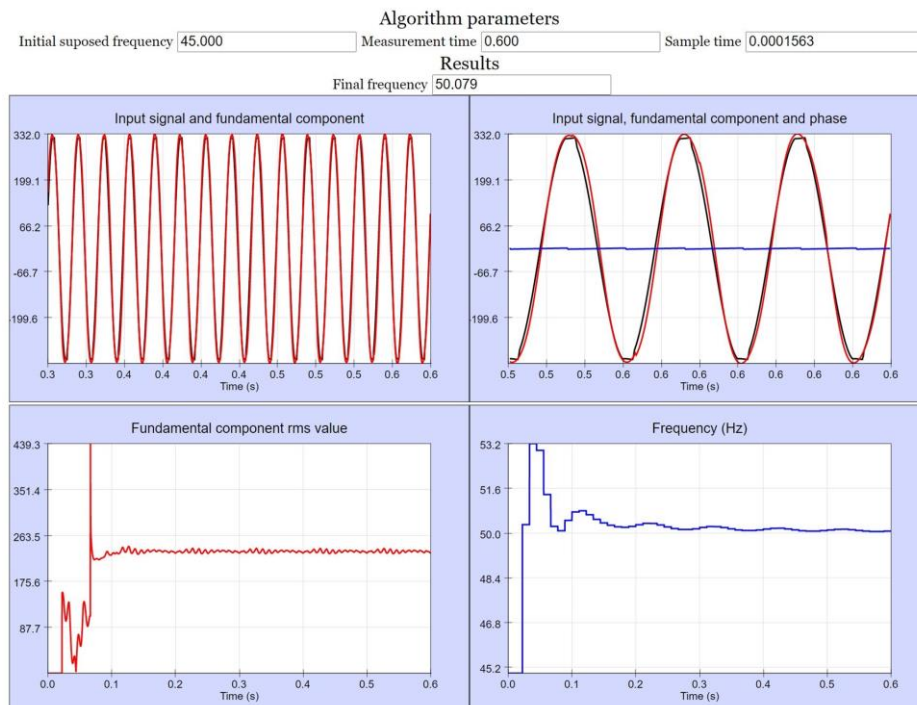 Algorithm parameters
Initial suposed frequency 45.000 Measurement time 0.600 Sample time 0.0001563
Results
Final frequency 50.079
Input signal and fundamental component
332.0
199.1
66.2
-66.7
-199.6
0.3 0.3 0.4 0.4 0.4 0.5 0.5 0.5 0.6 0.6
Time (s)
Input signal, fundamental component and phase
332.0
199.1
66.2
-66.7
-199.6
0.5 0.5 0.5 0.6 0.6 0.6 0.6 0.6 0.6 0.6 0.6
Time (s)
Fundamental component rms value
439.3
351.4
263.5
175.6
87.7
0.0 0.1 0.2 0.3 0.4 0.5 0.6
Time (s)
Frequency (Hz)
53.2
51.6
50.0
48.4
46.8
45.2
0.0 0.1 0.2 0.3 0.4 0.5 0.6
Time (s)